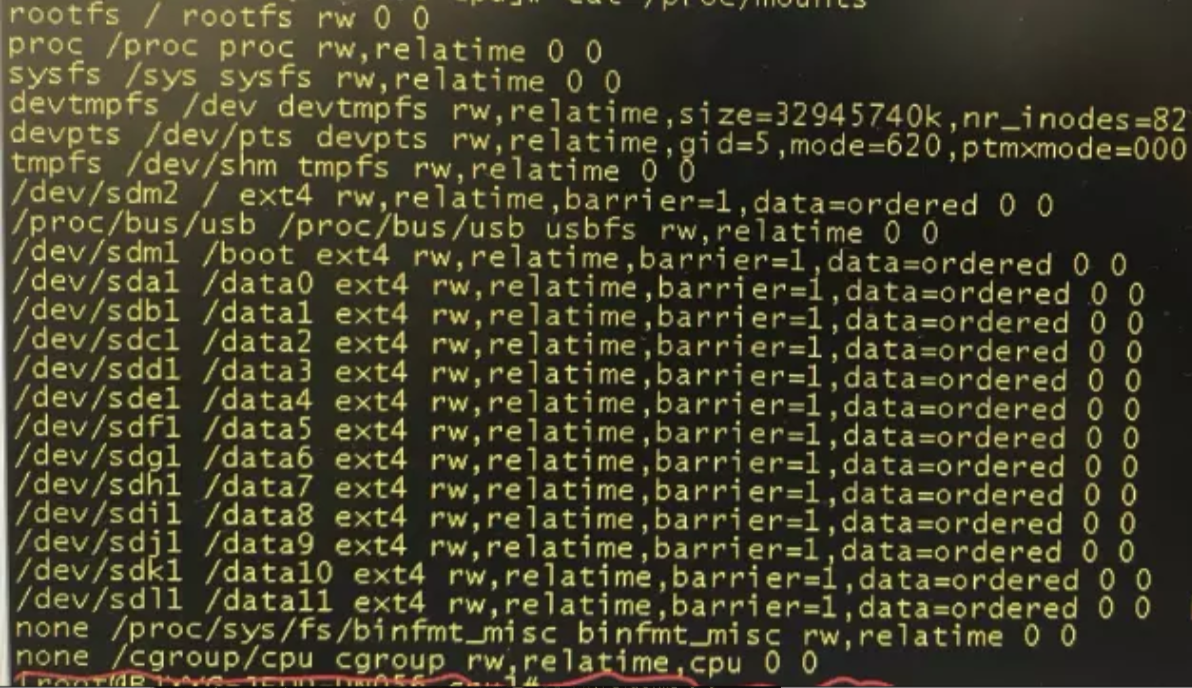 cat /proc/mounts
rootfs / rootfs rw 0 0
proc /proc proc rw,relatime 0 0
sysfs /sys sysfs rw,relatime 0 0
devtmpfs /dev devtmpfs rw,relatime,size=32945740k,nr_inodes=82
devpts /dev/pts devpts rw,relatime,gid=5,mode=620,ptmxmode=000
tmpfs /dev/shm tmpfs rw,relatime 0 0
/dev/sdm2 / ext4 rw,relatime,barrier=1,data=ordered 0 0
/proc/bus/usb /proc/bus/usb usbfs rw,relatime 0 0
/dev/sdm1 /boot ext4 rw,relatime,barrier=1,data=ordered 0 0
/dev/sda1 /data0 ext4 rw,relatime,barrier=1,data=ordered 0 0
/dev/sdb1 /data1 ext4 rw,relatime,barrier=1,data=ordered 0 0
/dev/sdc1 /data2 ext4 rw,relatime,barrier=1,data=ordered 0 0
/dev/sdd1 /data3 ext4 rw,relatime,barrier=1,data=ordered 0 0
/dev/sde1 /data4 ext4 rw,relatime,barrier=1,data=ordered 0 0
/dev/sdf1 /data5 ext4 rw,relatime,barrier=1,data=ordered 0 0
/dev/sdg1 /data6 ext4 rw,relatime,barrier=1,data=ordered 0 0
/dev/sdh1 /data7 ext4 rw,relatime,barrier=1,data=ordered 0 0
/dev/sdi1 /data8 ext4 rw,relatime,barrier=1,data=ordered 0 0
/dev/sdj1 /data9 ext4 rw,relatime,barrier=1,data=ordered 0 0
/dev/sdk1 /data10 ext4 rw,relatime,barrier=1,data=ordered 0 0
/dev/sdl1 /data11 ext4 rw,relatime,barrier=1,data=ordered 0 0
none /proc/sys/fs/binfmt_misc binfmt_misc rw,relatime 0 0
none /cgroup/cpu cgroup rw,relatime,cpu 0 0